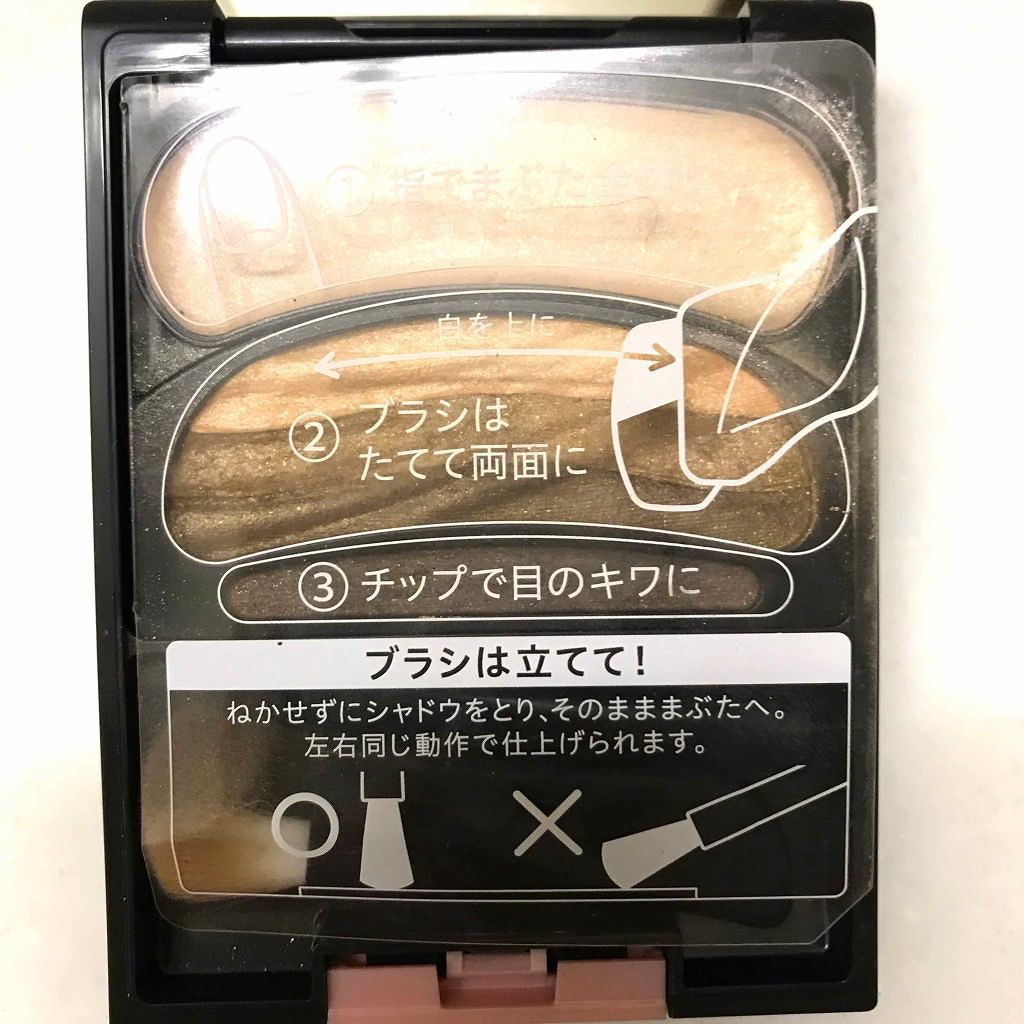 ① 指でまぶた全体に
白を上に
② ブラシは
たてて両面に
③ チップで目のキワに
ブラシは立てて！
ねかせずにシャドウをとり、そのまままぶたへ。
左右同じ動作で仕上げられます。